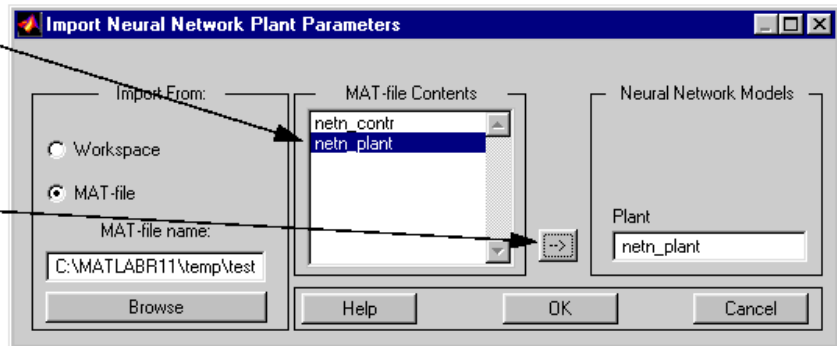 Import Neural Network Plant Parameters
Import From:
Workspace
MAT-file
MAT-file name:
C:\MATLABR11\temp\test
Browse
MAT-file Contents
netn_contr
netn_plant
-->
Neural Network Models
Plant
netn_plant
Help
OK
Cancel